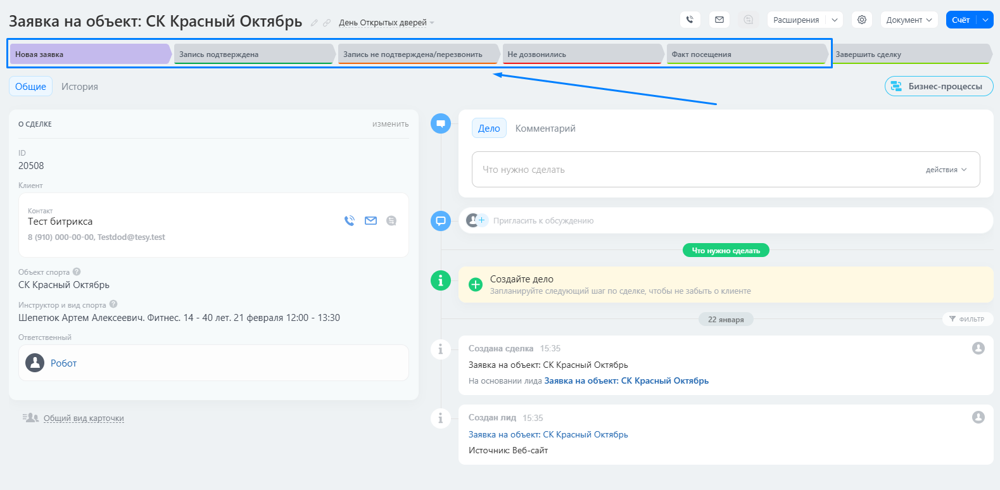 Заявка на объект: СК Красный Октябрь
День Открытых дверей
Расширения
Документ
Счёт
Новая заявка
Запись подтверждена
Запись не подтверждена/перезвонить
Не дозвонились
Факт посещения
Завершить сделку
Общие
История
Бизнес-процессы
О СДЕЛКЕ
изменить
ID
20508
Клиент
Контакт
Тест битрикса
8 (910) 000-00-00, Testdod@tesy.test
Объект спорта
СК Красный Октябрь
Инструктор и вид спорта
Шепетюк Артем Алексеевич. Фитнес. 14 - 40 лет. 21 февраля 12:00 - 13:30
Ответственный
Робот
Общий вид карточки
Дело
Комментарий
Что нужно сделать
действия
Пригласить к обсуждению
Что нужно сделать
Создайте дело
Запланируйте следующий шаг по сделке, чтобы не забыть о клиенте
22 января
ФИЛЬТР
Создана сделка 15:35
Заявка на объект: СК Красный Октябрь
На основании лида Заявка на объект: СК Красный Октябрь
Создан лид 15:35
Заявка на объект: СК Красный Октябрь
Источник: Веб-сайт